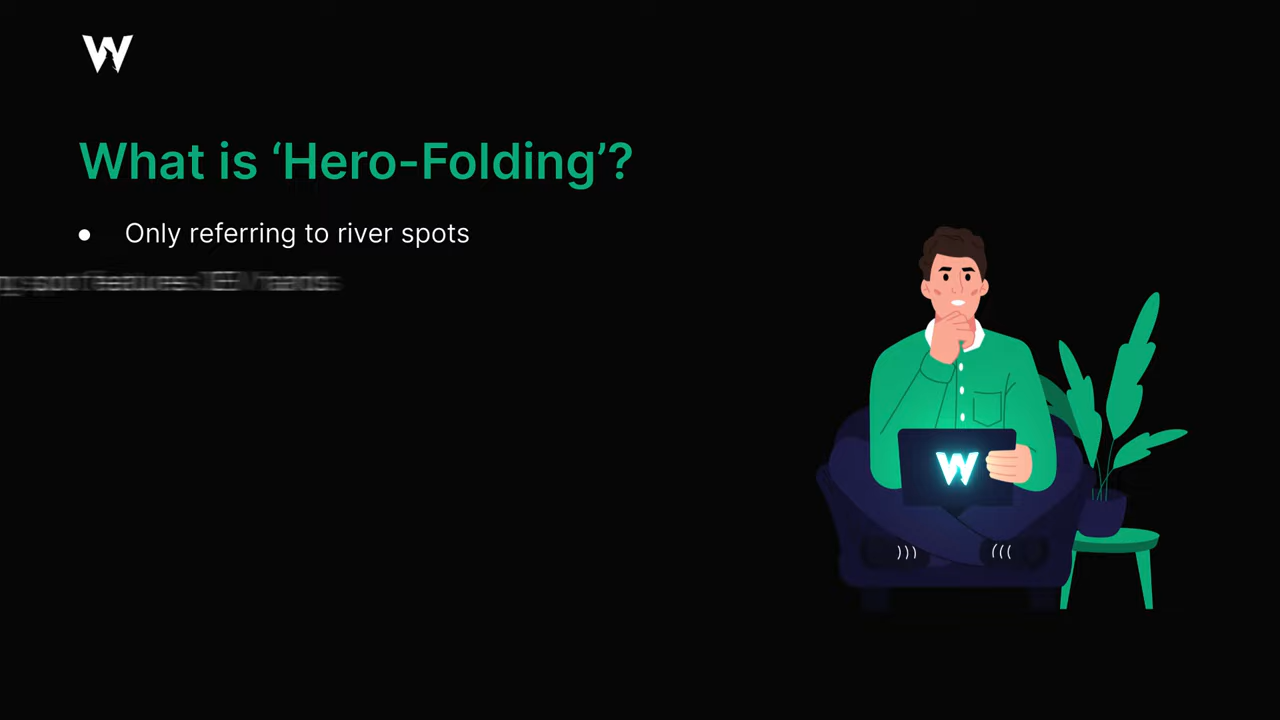 W
What is ‘Hero-Folding’?
● Only referring to river spots
W